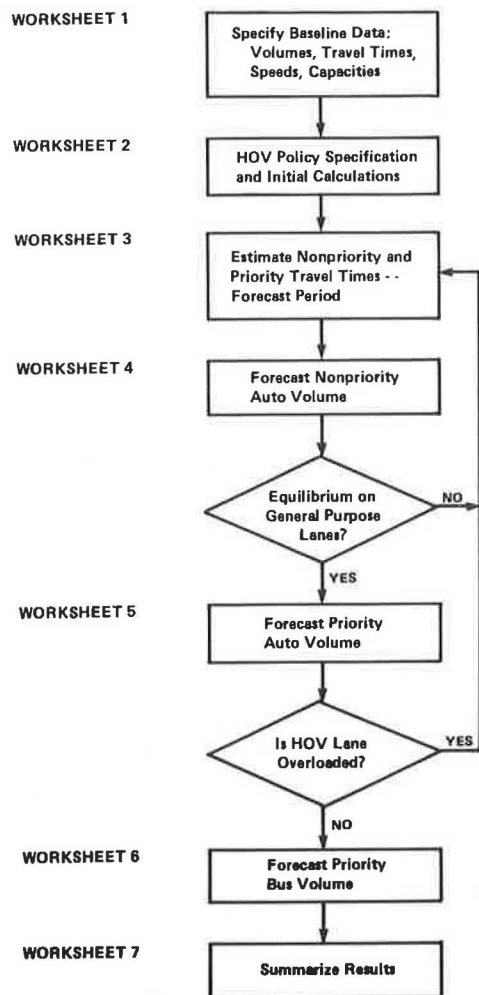 WORKSHEET 1
Specify Baseline Data:
Volumes, Travel Times,
Speeds, Capacities
WORKSHEET 2
HOV Policy Specification
and Initial Calculations
WORKSHEET 3
Estimate Nonpriority and
Priority Travel Times - -
Forecast Period
WORKSHEET 4
Forecast Nonpriority
Auto Volume
Equilibrium on
General Purpose
Lanes?
NO
YES
WORKSHEET 5
Forecast Priority
Auto Volume
Is HOV Lane
Overloaded?
YES
NO
WORKSHEET 6
Forecast Priority
Bus Volume
WORKSHEET 7
Summarize Results